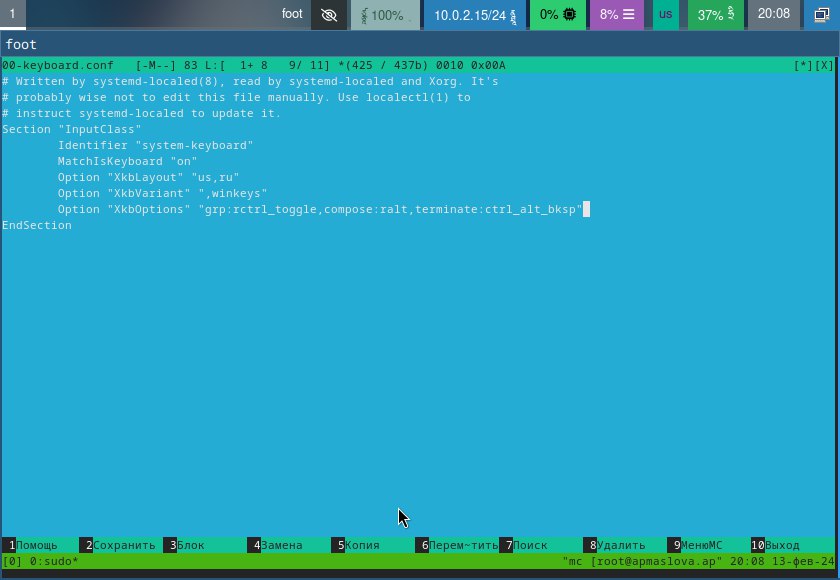 1 foot 100% 10.0.2.15/24 0% 8% us 37% 20:08
foot
00-keyboard.conf [-M--] 83 L:[ 1+ 8 9/ 11] *(425 / 437b) 0010 0x00A [*][X]
# Written by systemd-localed(8), read by systemd-localed and Xorg. It's
# probably wise not to edit this file manually. Use localectl(1) to
# instruct systemd-localed to update it.
Section "InputClass"
Identifier "system-keyboard"
MatchIsKeyboard "on"
Option "XkbLayout" "us,ru"
Option "XkbVariant" ",winkeys"
Option "XkbOptions" "grp:rctrl_toggle,compose:ralt,terminate:ctrl_alt_bksp"
EndSection
1Помощь 2Сохранить 3Блок 4Замена 5Копия 6Перем~тить 7Поиск 8Удалить 9МенюMC 10Выход
[0] 0:sudo* "mc [root@apmaslova.ap" 20:08 13-фев-24